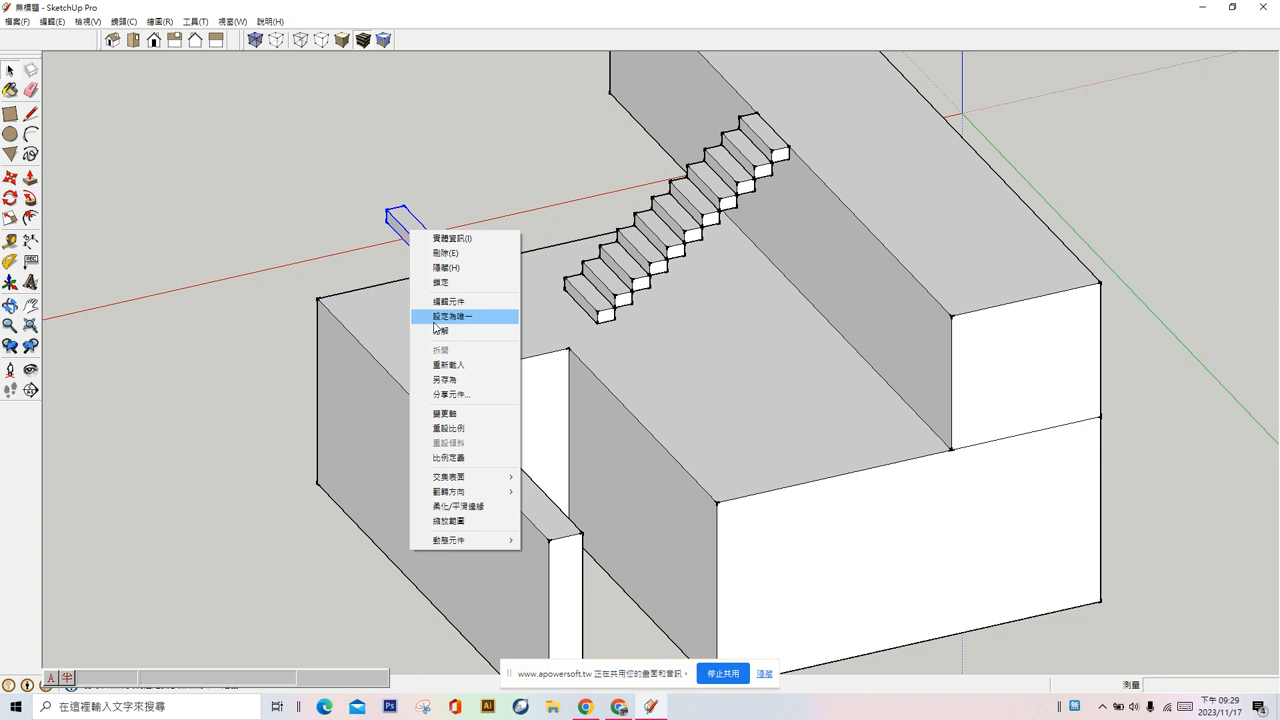 無標題 - SketchUp Pro
檔案(F) 編輯(E) 檢視(V) 鏡頭(C) 繪圖(R) 工具(T) 視窗(W) 說明(H)
實體資訊(I)
刪除(E)
隱藏(H)
鎖定
編輯元件
設定為唯一
分解
拆開
重新載入
另存為
分享元件...
變更軸
重設比例
重設傾斜
比例定義
交集表面
翻轉方向
柔化/平滑邊緣
縮放範圍
動態元件
www.apowersoft.tw 正在共用您的畫面和音訊。
停止共用
隱藏
測量
在這裡輸入文字來搜尋
下午 09:29
2023/11/17